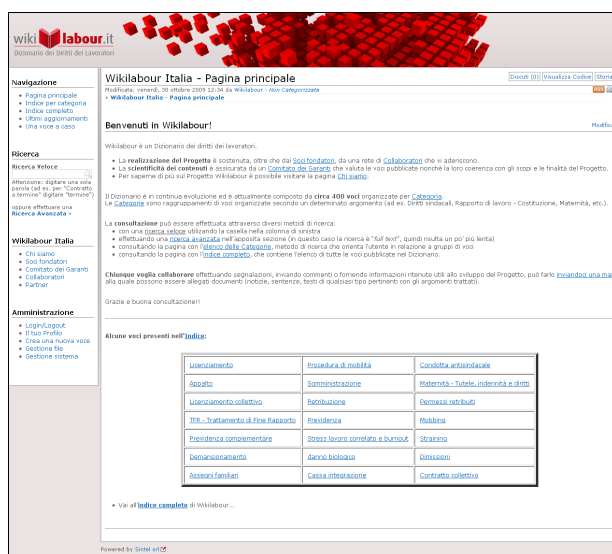 wiki labour.it
Dizionario dei Diritti dei Lavoratori
Navigazione
Pagina principale
Indice per categoria
Indice completo
Ultimi aggiornamenti
Una voce a caso
Ricerca
Ricerca Veloce
Attenzione: digitare una sola
parola (ad es. per "Contratto
a termine" digitare "termine")
oppure effettuare una
Ricerca Avanzata »
Wikilabour Italia
Chi siamo
Soci fondatori
Comitato dei Garanti
Collaboratori
Partner
Amministrazione
Login/Logout
Il tuo Profilo
Crea una nuova voce
Gestione file
Gestione sistema
Wikilabour Italia - Pagina principale
Discuti (0) Visualizza Codice Storia
Modificata: venerdì, 30 ottobre 2009 12:34 da Wikilabour - Non Categorizzata
RSS
» Wikilabour Italia - Pagina principale
Benvenuti in Wikilabour!
Modific
Wikilabour è un Dizionario dei diritti dei lavoratori.
La realizzazione del Progetto è sostenuta, oltre che dai Soci fondatori, da una rete di Collaboratori che vi aderiscono.
La scientificità dei contenuti è assicurata da un Comitato dei Garanti che valuta le voci pubblicate nonché la loro coerenza con gli scopi e le finalità del Progetto.
Per saperne di più sul Progetto Wikilabour è possibile visitare la pagina Chi siamo.
Il Dizionario è in continua evoluzione ed è attualmente composto da circa 400 voci organizzate per Categoria.
Le Categorie sono raggruppamenti di voci organizzate secondo un determinato argomento (ad es. Diritti sindacali, Rapporto di lavoro - Costituzione, Maternità, etc.).
La consultazione può essere effettuata attraverso diversi metodi di ricerca:
con una ricerca veloce utilizzando la casella nella colonna di sinistra
effettuando una ricerca avanzata nell'apposita sezione (in questo caso la ricerca è "full text", quindi risulta un po' più lenta)
consultando la pagina con l'elenco delle Categorie, metodo di ricerca che orienta l'utente in relazione a gruppi di voci
consultando la pagina con l'indice completo, che contiene l'elenco di tutte le voci pubblicate nel Dizionario.
Chiunque voglia collaborare effettuando segnalazioni, inviando commenti o fornendo informazioni ritenute utili allo sviluppo del Progetto, può farlo inviandoci una mai
alla quale possono essere allegati documenti (notizie, sentenze, testi di qualsiasi tipo pertinenti con gli argomenti trattati).
Grazie e buona consultazione!!
Alcune voci presenti nell'Indice:
Licenziamento Procedura di mobilità Condotta antisindacale
Appalto Somministrazione Maternità - Tutele, indennità e diritti
Licenziamento collettivo Retribuzione Permessi retribuiti
TFR - Trattamento di Fine Rapporto Previdenza Mobbing
Previdenza complementare Stress lavoro correlato e burnout Straining
Demansionamento danno biologico Dimissioni
Assegni familiari Cassa integrazione Contratto collettivo
Vai all'indice completo di Wikilabour...
Powered by Sintel srl